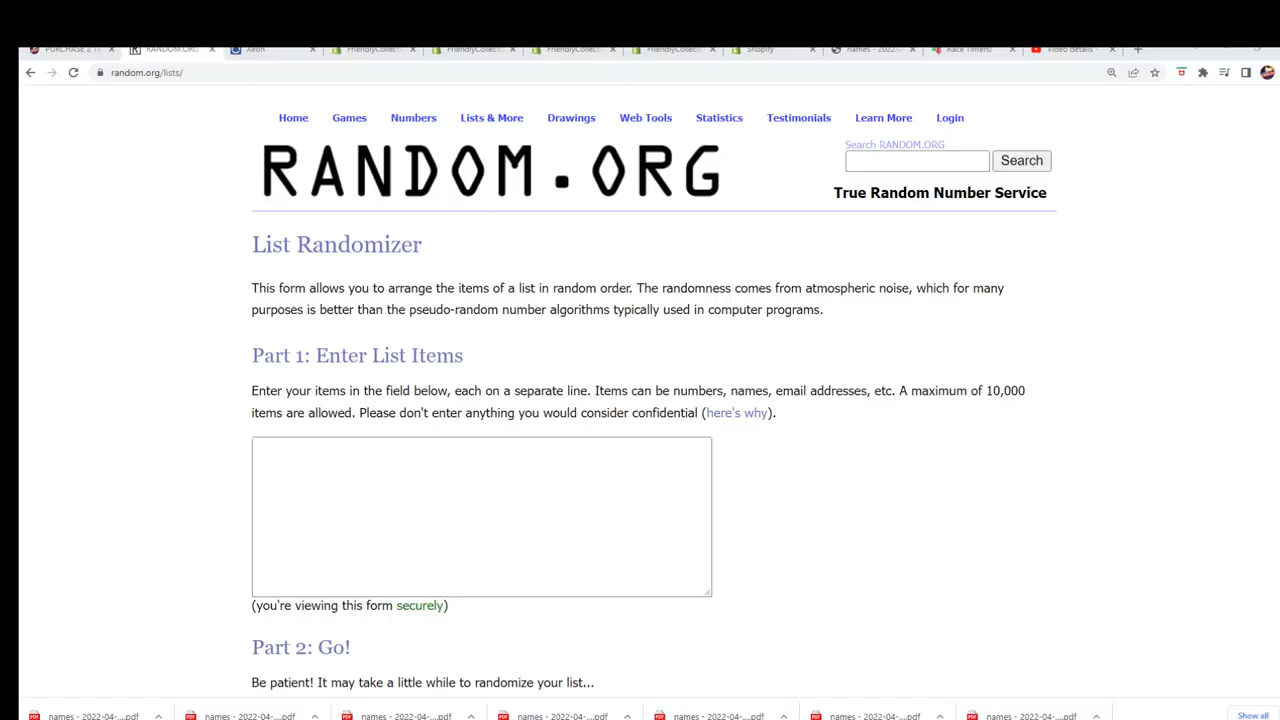 PURCHASE 2
RANDOM.ORG
Xeon
FriendlyCollec
FriendlyCollec
FriendlyCollec
FriendlyCollec
Shopify
names - 2022-0
Race Timers!
Video details -
random.org/lists/
Home Games Numbers Lists & More Drawings Web Tools Statistics Testimonials Learn More Login
RANDOM.ORG
Search RANDOM.ORG
Search
True Random Number Service
List Randomizer
This form allows you to arrange the items of a list in random order. The randomness comes from atmospheric noise, which for many
purposes is better than the pseudo-random number algorithms typically used in computer programs.
Part 1: Enter List Items
Enter your items in the field below, each on a separate line. Items can be numbers, names, email addresses, etc. A maximum of 10,000
items are allowed. Please don't enter anything you would consider confidential (here's why).
(you're viewing this form securely)
Part 2: Go!
Be patient! It may take a little while to randomize your list...
names - 2022-04-....pdf
names - 2022-04-....pdf
names - 2022-04-....pdf
names - 2022-04-....pdf
names - 2022-04-....pdf
names - 2022-04-....pdf
names - 2022-04-....pdf
Show all